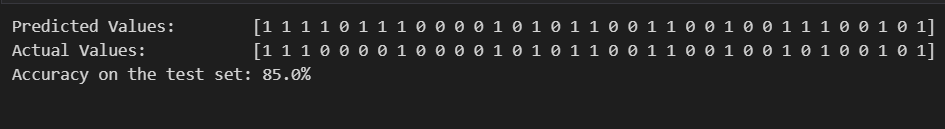 Predicted Values: [1 1 1 1 0 1 1 1 0 0 0 0 1 0 1 0 1 1 0 0 1 1 0 0 1 0 0 1 1 1 0 0 1 0 1]
Actual Values: [1 1 1 0 0 0 0 1 0 0 0 0 1 0 1 0 1 1 0 0 1 1 0 0 1 0 0 1 0 1 0 0 1 0 1]
Accuracy on the test set: 85.0%